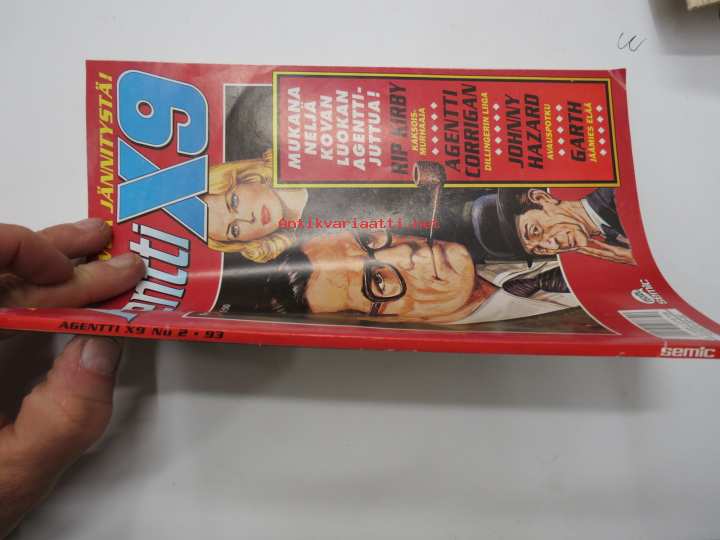 JÄNNITYSTÄ!
X9
MUKANA
NELJÄ
KOVAN
LUOKAN
AGENTTI-
JUTTUA!
RIP KIRBY
KAKSOIS-
MURHAAJA
AGENTTI
CORRIGAN
DILLINGERIN LIIGA
JOHNNY
HAZARD
AVAUSPOTKU
GARTH
JÄÄMIES ELÄÄ
Antikvariaatti.net
SEMIC
AGENTTI X9 No 2 • 93
semic